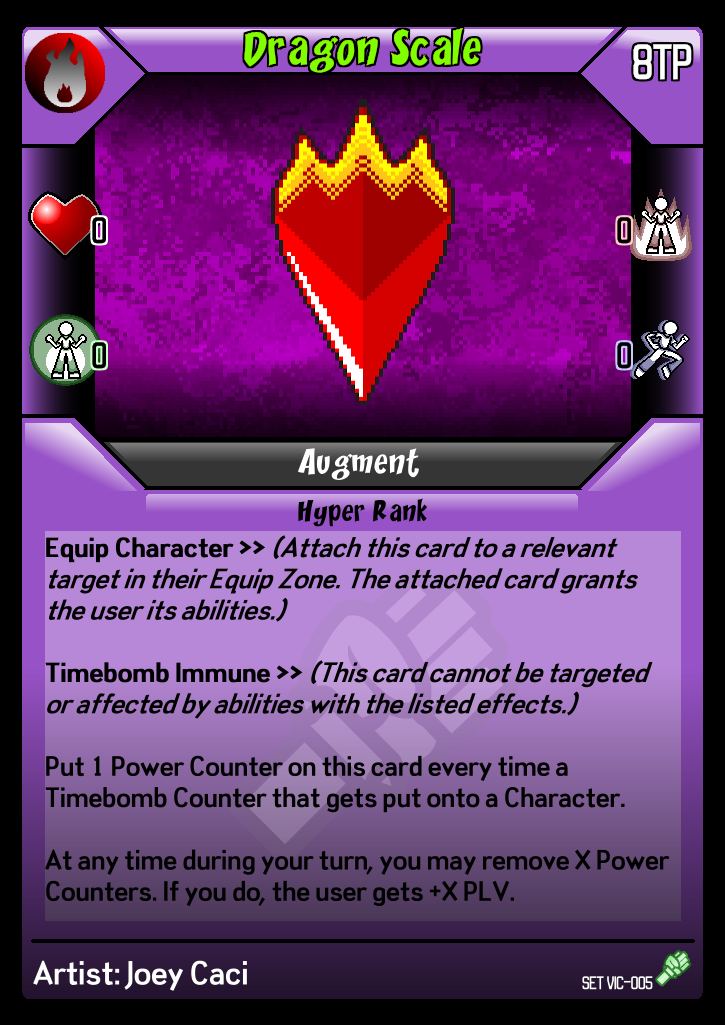 Dragon Scale
8TP
0
0
0
0
Augment
Hyper Rank
Equip Character >> (Attach this card to a relevant
target in their Equip Zone. The attached card grants
the user its abilities.)
Timebomb Immune >> (This card cannot be targeted
or affected by abilities with the listed effects.)
Put 1 Power Counter on this card every time a
Timebomb Counter that gets put onto a Character.
At any time during your turn, you may remove X Power
Counters. If you do, the user gets +X PLV.
Artist: Joey Caci
SET VIC-005